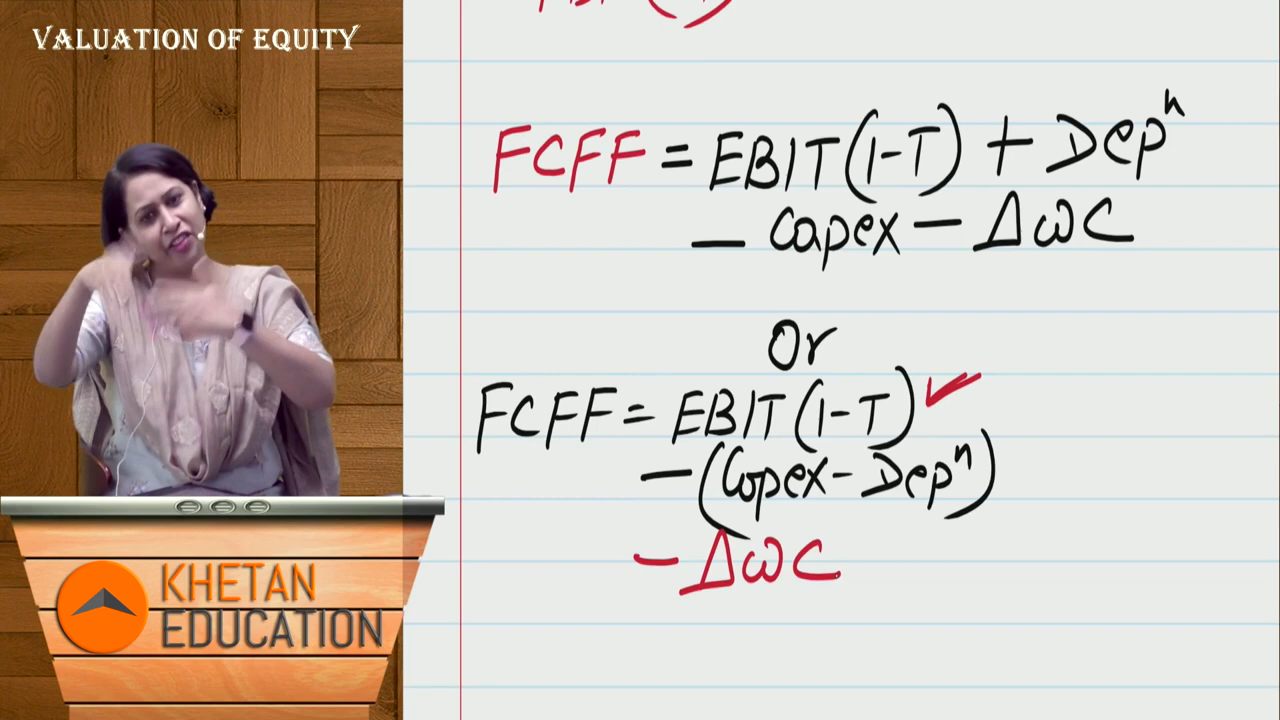 VALUATION OF EQUITY
FCFF = EBIT(1-T) + Depⁿ
- Capex - ΔWC
Or
FCFF = EBIT(1-T) ✓
- (Capex - Depⁿ)
- ΔWC
KHETAN
EDUCATION